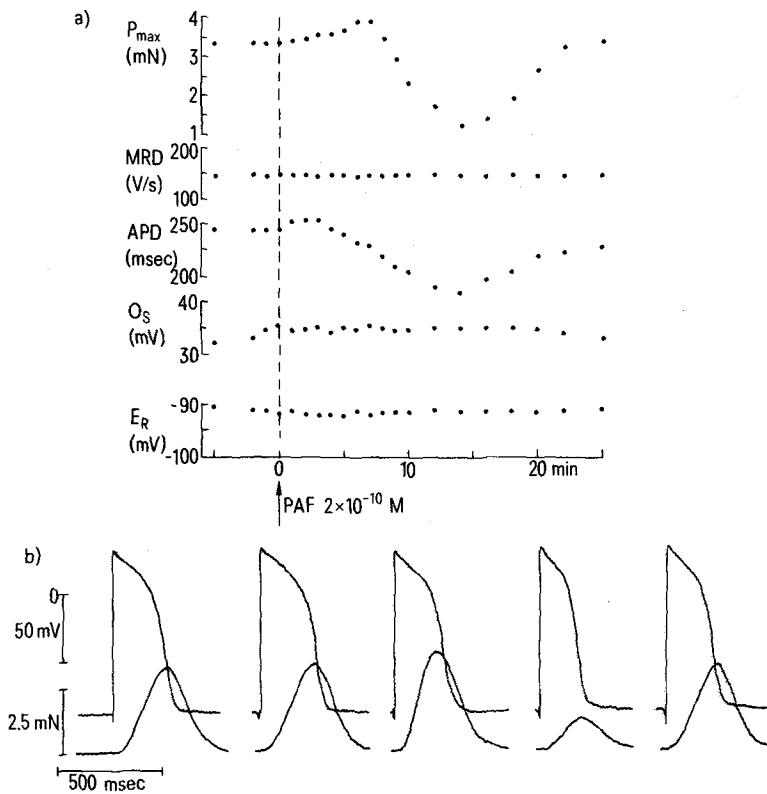 a)
P_max
(mN)
4
3
2
1
MRD
(V/s)
200
100
APD
(msec)
250
200
O_S
(mV)
40
30
E_R
(mV)
-90
-100
0 10 20 min
PAF 2×10⁻¹⁰ M
b)
0
50 mV
2.5 mN
500 msec